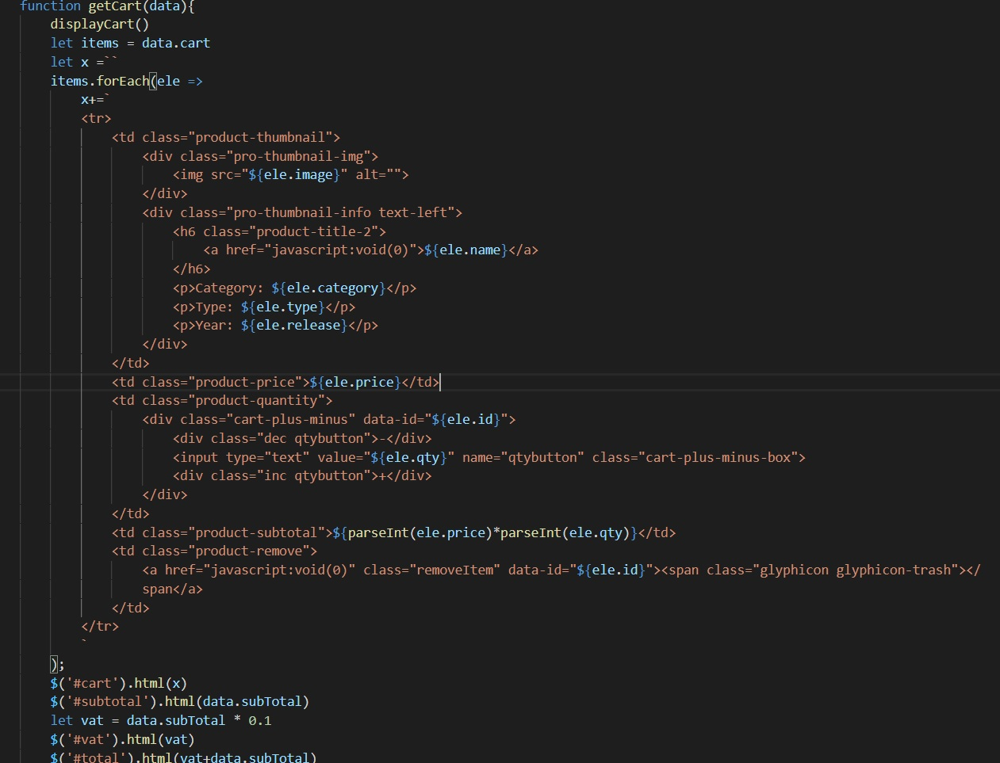 function getCart(data){
displayCart()
let items = data.cart
let x =``
items.forEach(ele =>
x+=`
<tr>
<td class="product-thumbnail">
<div class="pro-thumbnail-img">
<img src="${ele.image}" alt="">
</div>
<div class="pro-thumbnail-info text-left">
<h6 class="product-title-2">
<a href="javascript:void(0)">${ele.name}</a>
</h6>
<p>Category: ${ele.category}</p>
<p>Type: ${ele.type}</p>
<p>Year: ${ele.release}</p>
</div>
</td>
<td class="product-price">${ele.price}</td>
<td class="product-quantity">
<div class="cart-plus-minus" data-id="${ele.id}">
<div class="dec qtybutton">-</div>
<input type="text" value="${ele.qty}" name="qtybutton" class="cart-plus-minus-box">
<div class="inc qtybutton">+</div>
</div>
</td>
<td class="product-subtotal">${parseInt(ele.price)*parseInt(ele.qty)}</td>
<td class="product-remove">
<a href="javascript:void(0)" class="removeItem" data-id="${ele.id}"><span class="glyphicon glyphicon-trash"></
span</a>
</td>
</tr>
`
);
$('#cart').html(x)
$('#subtotal').html(data.subTotal)
let vat = data.subTotal * 0.1
$('#vat').html(vat)
$('#total').html(vat+data.subTotal)